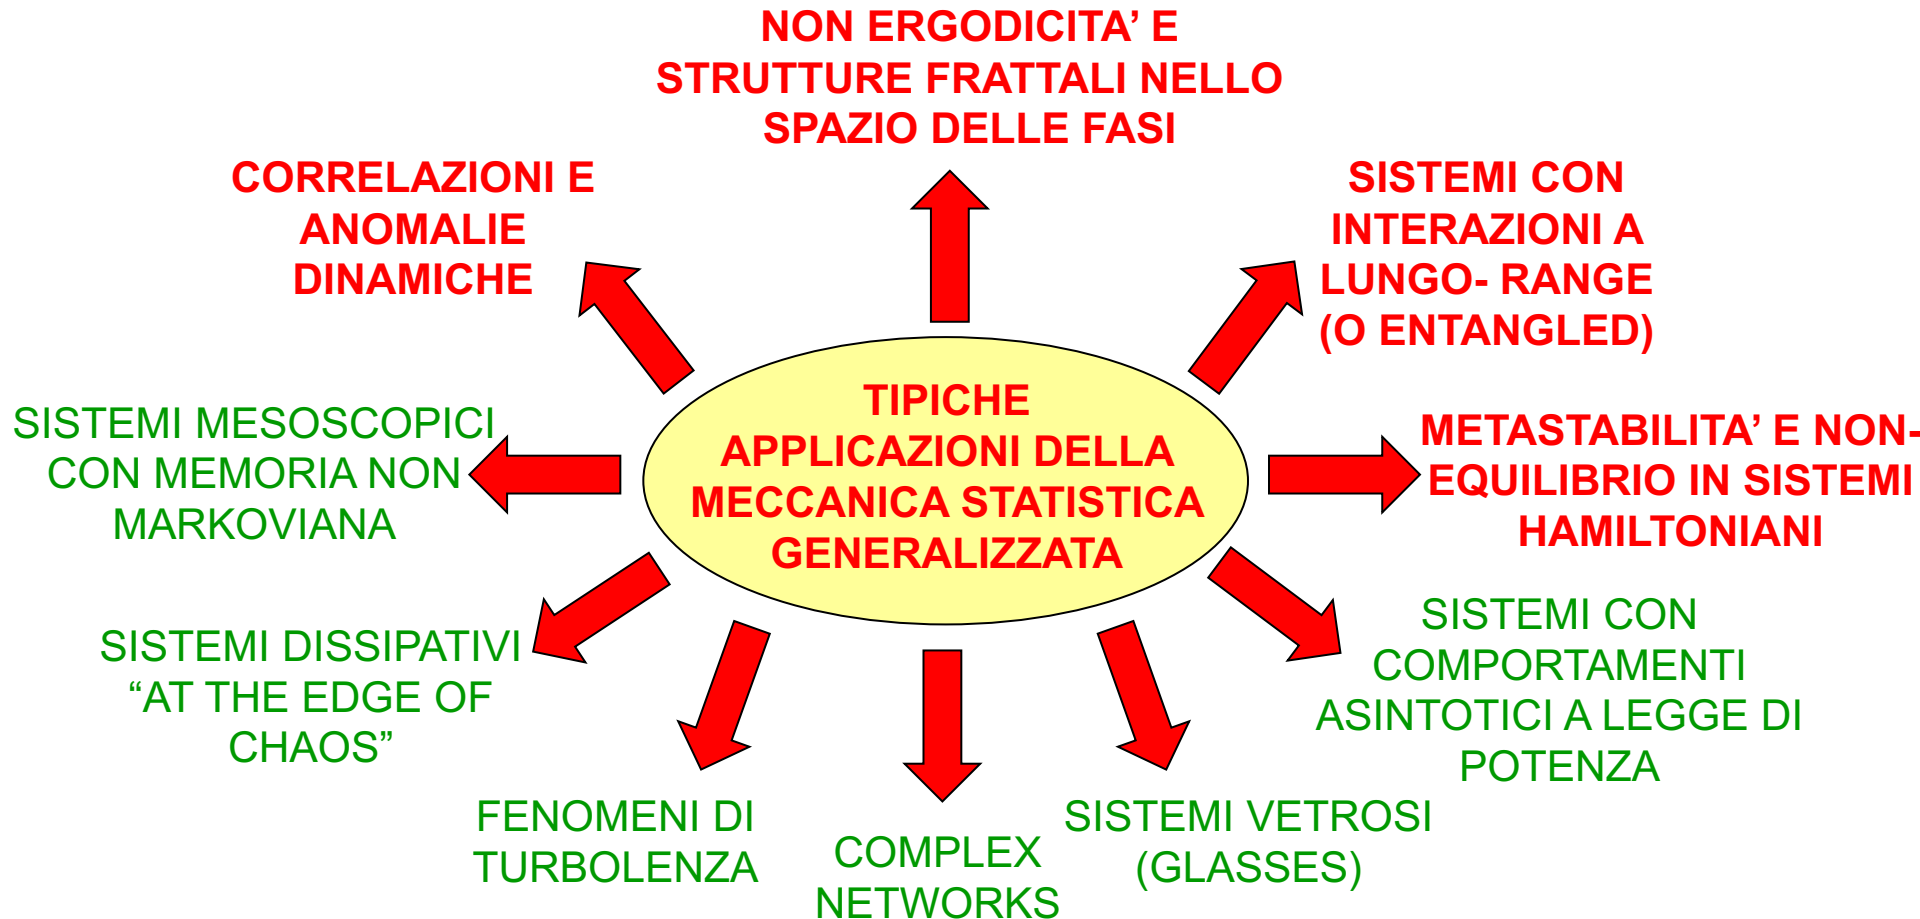 NON ERGODICITA’ E
STRUTTURE FRATTALI NELLO
SPAZIO DELLE FASI
CORRELAZIONI E
ANOMALIE
DINAMICHE
SISTEMI CON
INTERAZIONI A
LUNGO- RANGE
(O ENTANGLED)
TIPICHE
APPLICAZIONI DELLA
MECCANICA STATISTICA
GENERALIZZATA
SISTEMI MESOSCOPICI
CON MEMORIA NON
MARKOVIANA
METASTABILITA’ E NON-
EQUILIBRIO IN SISTEMI
HAMILTONIANI
SISTEMI DISSIPATIVI
“AT THE EDGE OF
CHAOS”
SISTEMI CON
COMPORTAMENTI
ASINTOTICI A LEGGE DI
POTENZA
FENOMENI DI
TURBOLENZA
COMPLEX
NETWORKS
SISTEMI VETROSI
(GLASSES)